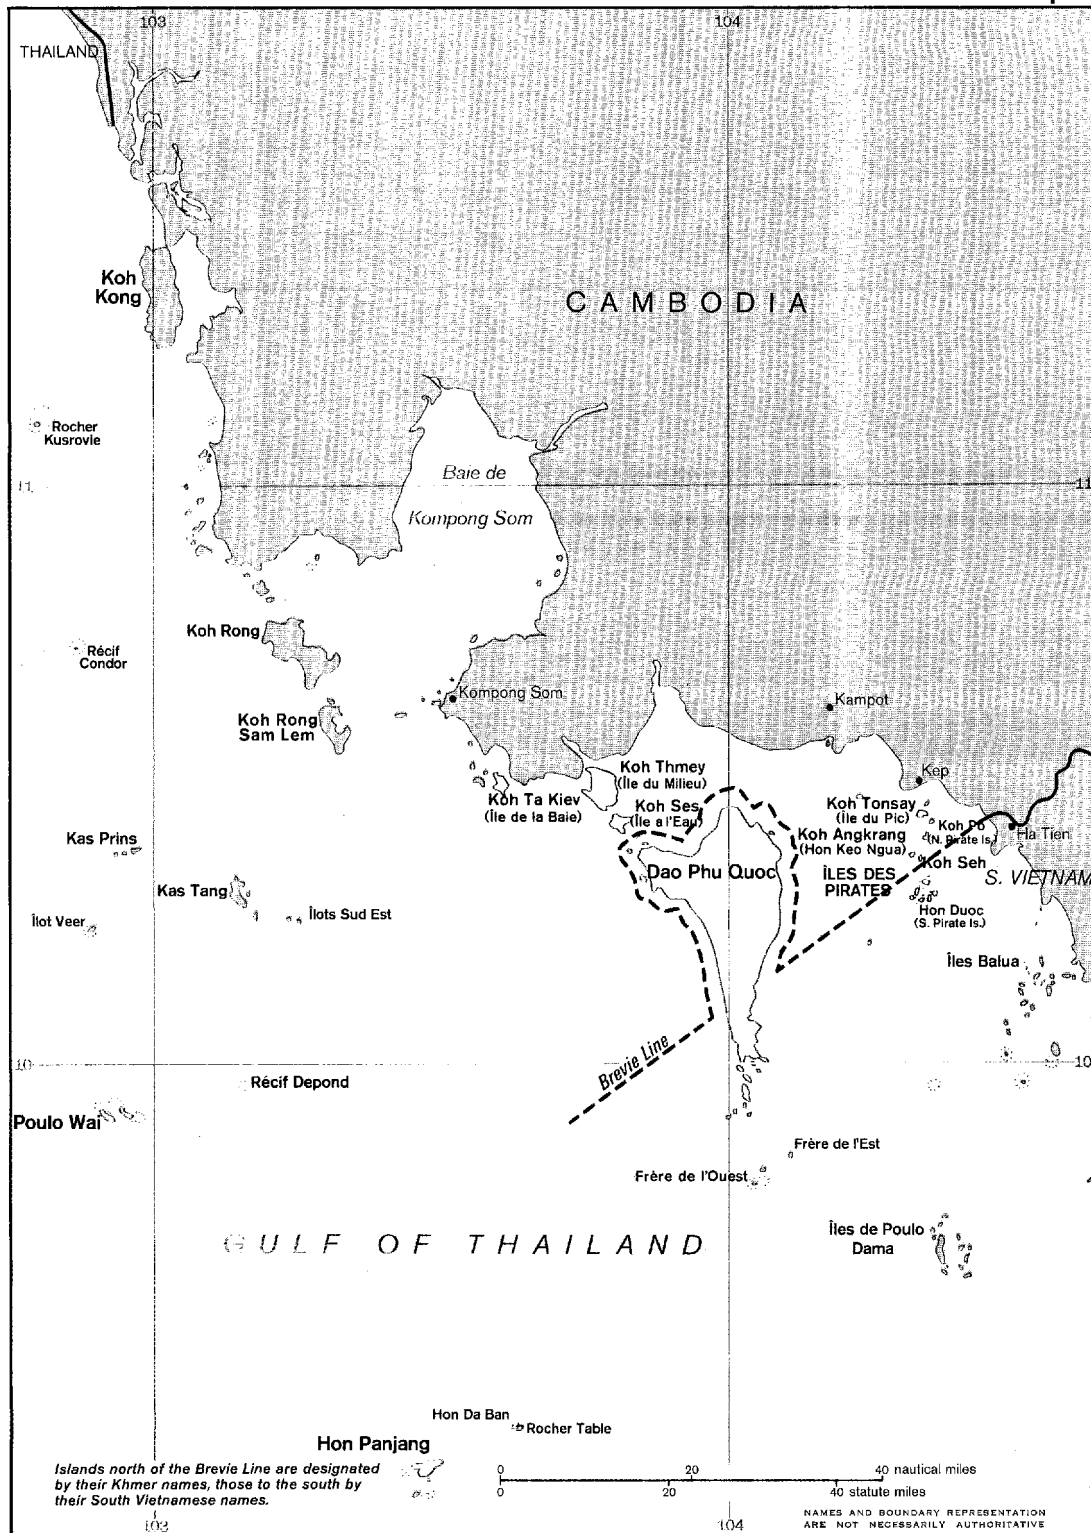 103
104
THAILAND
Koh
Kong
CAMBODIA
Rocher
Kusrovie
Baie de
11
11
Kompong Som
Koh Rong
Récif
Condor
Kompong Som
Kampot
Koh Rong
Sam Lem
Koh Thmey
(Île du Milieu)
Kep
Koh Ta Kiev
(Île de la Baie)
Koh Ses
(Île a l'Eau)
Koh Tonsay
(Île du Pic)
Koh Po
(N. Pirate Is.)
Ha Tien
Koh Angkrang
(Hon Keo Ngua)
Kas Prins
Koh Seh
Dao Phu Quoc
ÎLES DES
PIRATES
S. VIETNAM
Kas Tang
Îlots Sud Est
Îlot Veer
Hon Duoc
(S. Pirate Is.)
Îles Balua
Brevie Line
10
10
Récif Depond
Poulo Wai
Frère de l'Est
Frère de l'Ouest
Îles de Poulo
Dama
GULF OF THAILAND
Hon Da Ban
Rocher Table
Hon Panjang
Islands north of the Brevie Line are designated
by their Khmer names, those to the south by
their South Vietnamese names.
0 20 40 nautical miles
0 20 40 statute miles
103
104
NAMES AND BOUNDARY REPRESENTATION
ARE NOT NECESSARILY AUTHORITATIVE